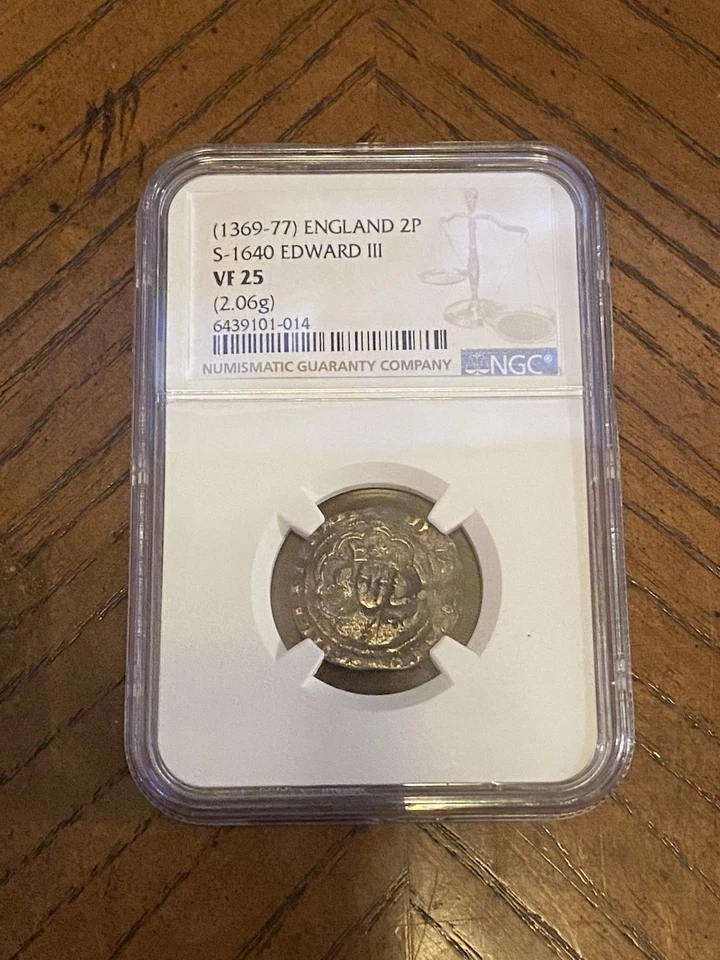 (1369-77) ENGLAND 2P
S-1640 EDWARD III
VF 25
(2.06g)
6439101-014
NUMISMATIC GUARANTY COMPANY NGC®